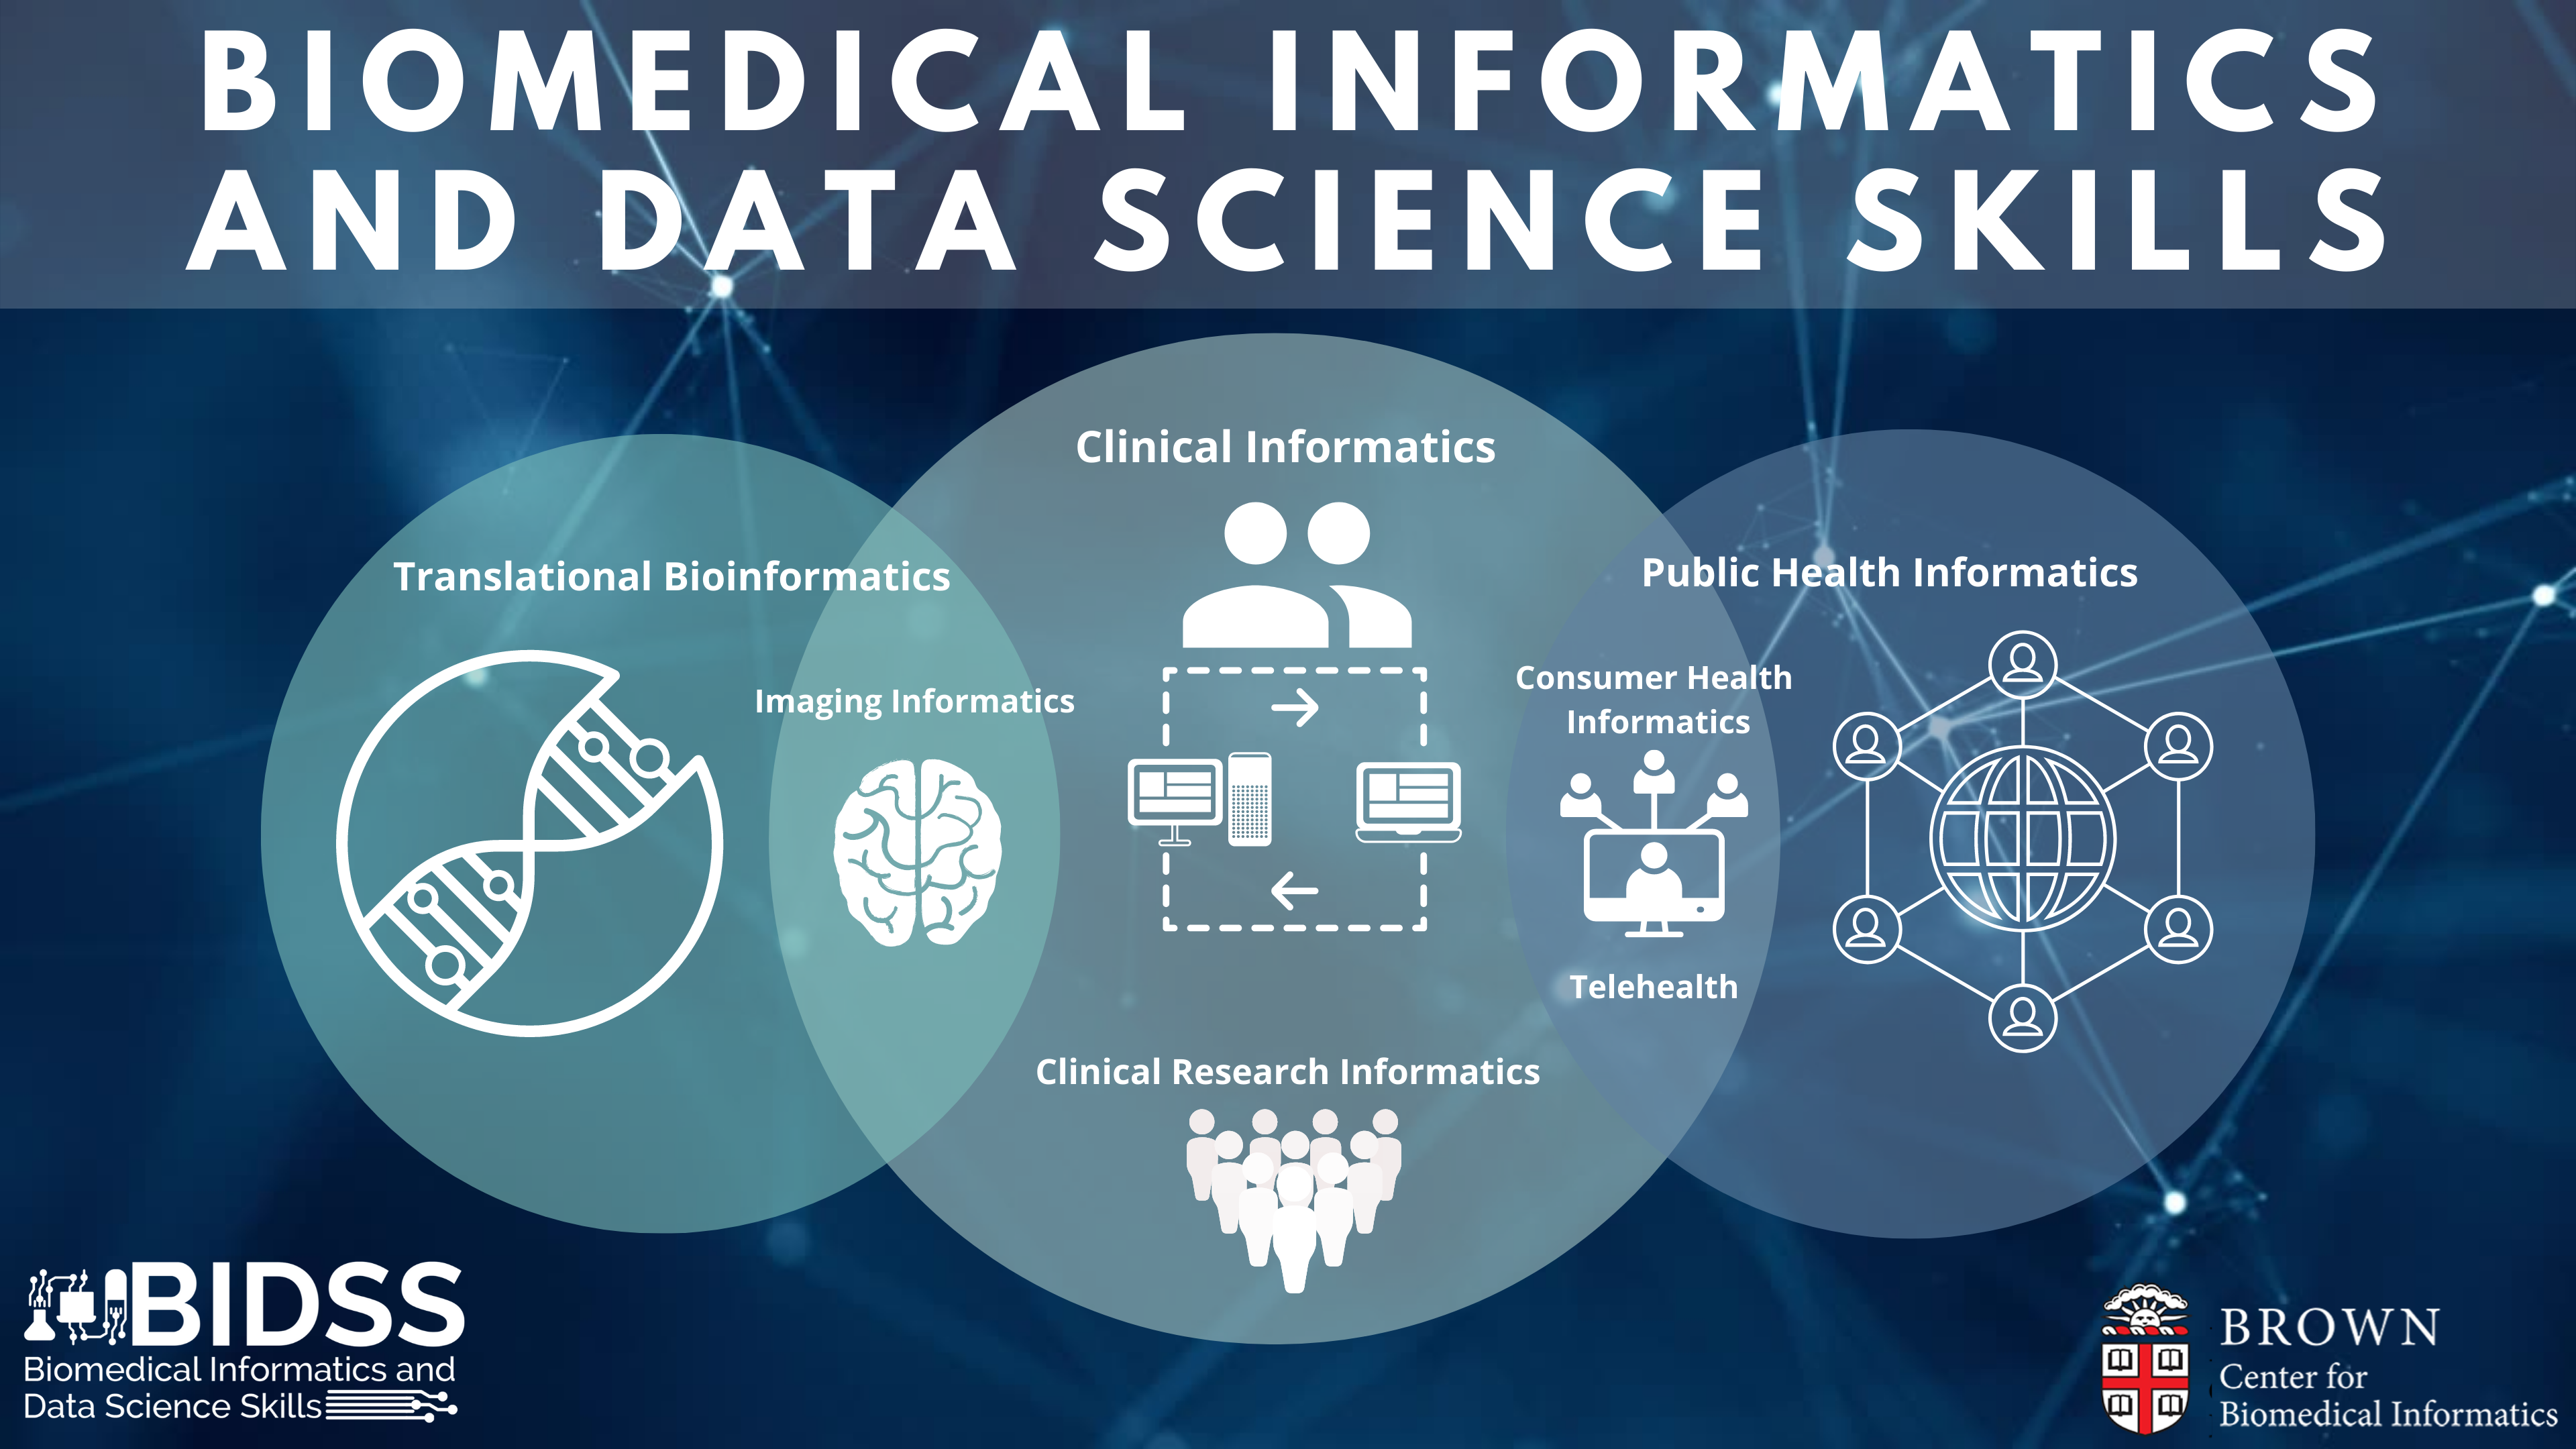 BIOMEDICAL INFORMATICS
AND DATA SCIENCE SKILLS
Clinical Informatics
Translational Bioinformatics
Public Health Informatics
Imaging Informatics
Consumer Health
Informatics
Telehealth
Clinical Research Informatics
BIDSS
Biomedical Informatics and
Data Science Skills
BROWN
Center for
Biomedical Informatics